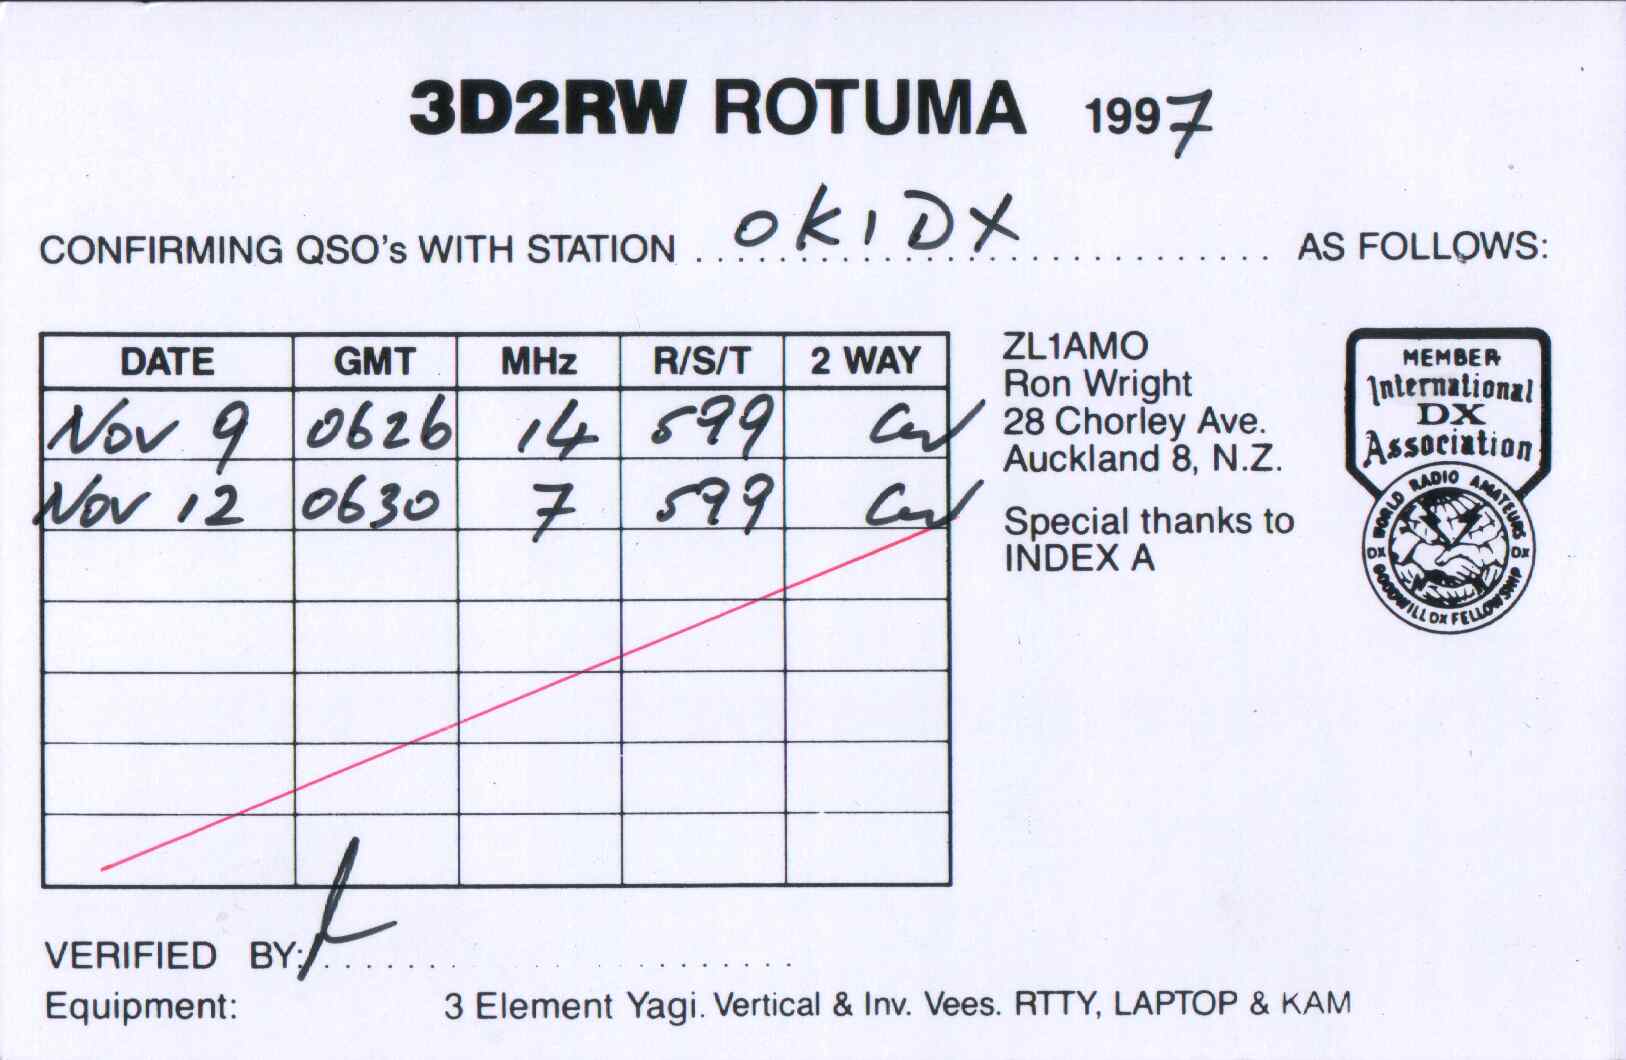 3D2RW ROTUMA 1997
CONFIRMING QSO's WITH STATION OK1DX AS FOLLOWS:
DATE GMT MHz R/S/T 2 WAY
Nov 9 0626 14 599 CW
Nov 12 0630 7 599 CW
ZL1AMO
Ron Wright
28 Chorley Ave.
Auckland 8, N.Z.
Special thanks to
INDEX A
MEMBER
International
DX
Association
WORLD RADIO AMATEURS
DX DX
GOODWILL DX FELLOWSHIP
VERIFIED BY:
Equipment: 3 Element Yagi. Vertical & Inv. Vees. RTTY, LAPTOP & KAM